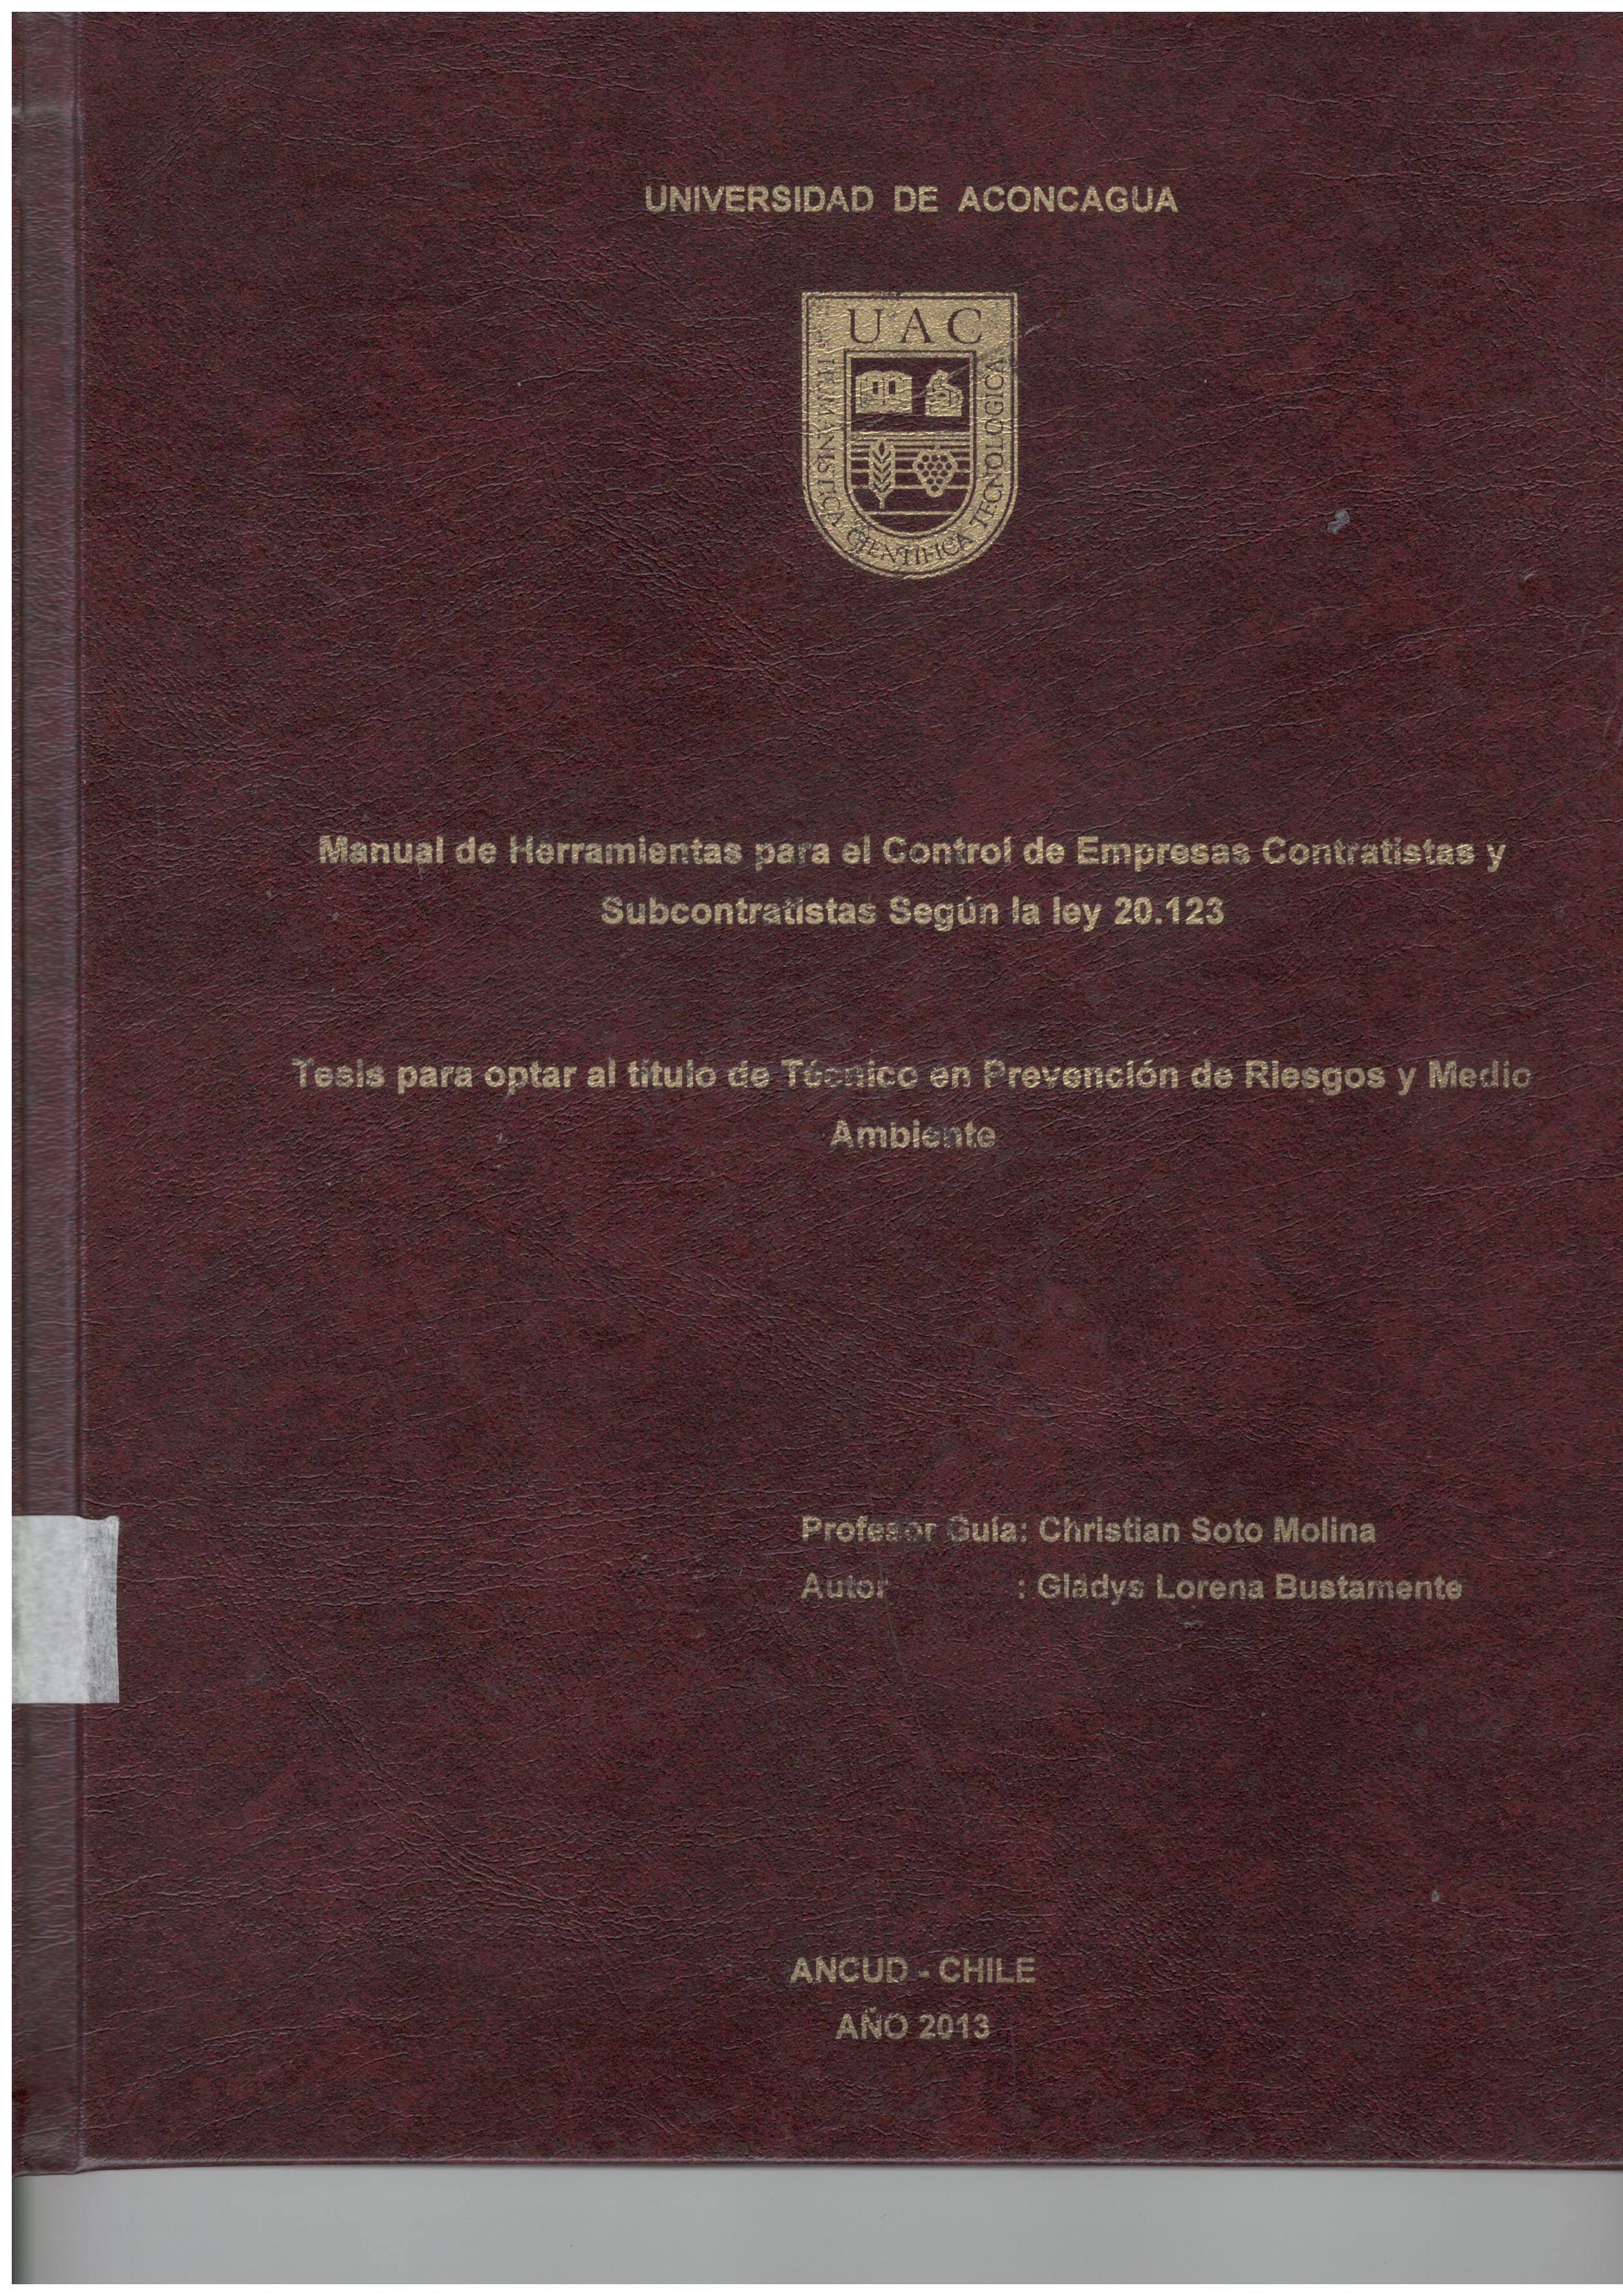 UNIVERSIDAD DE ACONCAGUA
UAC
HUMANISTICA CIENTIFICA TECNOLOGICA
Manual de Herramientas para el Control de Empresas Contratistas y
Subcontratistas Según la ley 20.123
Tesis para optar al título de Técnico en Prevención de Riesgos y Medio
Ambiente
Profesor Guía: Christian Soto Molina
Autor : Gladys Lorena Bustamente
ANCUD - CHILE
AÑO 2013